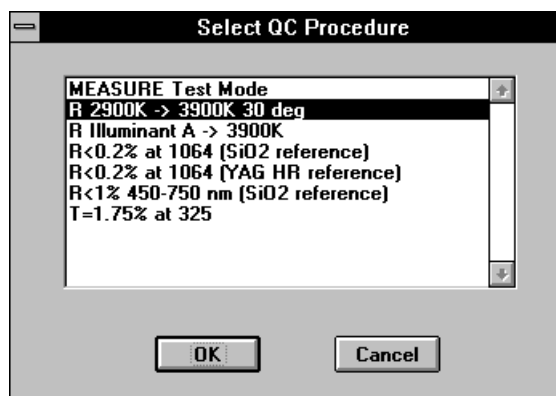 Select QC Procedure
MEASURE Test Mode
R 2900K -> 3900K 30 deg
R Illuminant A -> 3900K
R<0.2% at 1064 (SiO2 reference)
R<0.2% at 1064 (YAG HR reference)
R<1% 450-750 nm (SiO2 reference)
T=1.75% at 325
OK
Cancel